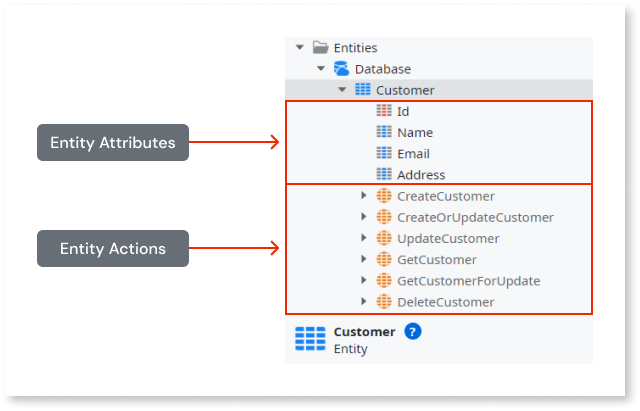 Entities
Database
Customer
Id
Name
Email
Address
Entity Attributes
CreateCustomer
CreateOrUpdateCustomer
UpdateCustomer
GetCustomer
GetCustomerForUpdate
DeleteCustomer
Entity Actions
Customer ?
Entity